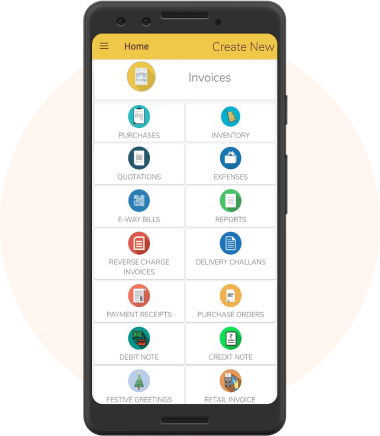 Home Create New
Invoices
PURCHASES INVENTORY
QUOTATIONS EXPENSES
E-WAY BILLS REPORTS
REVERSE CHARGE DELIVERY CHALLANS
INVOICES
PAYMENT RECEIPTS PURCHASE ORDERS
DEBIT NOTE CREDIT NOTE
FESTIVE GREETINGS RETAIL INVOICE